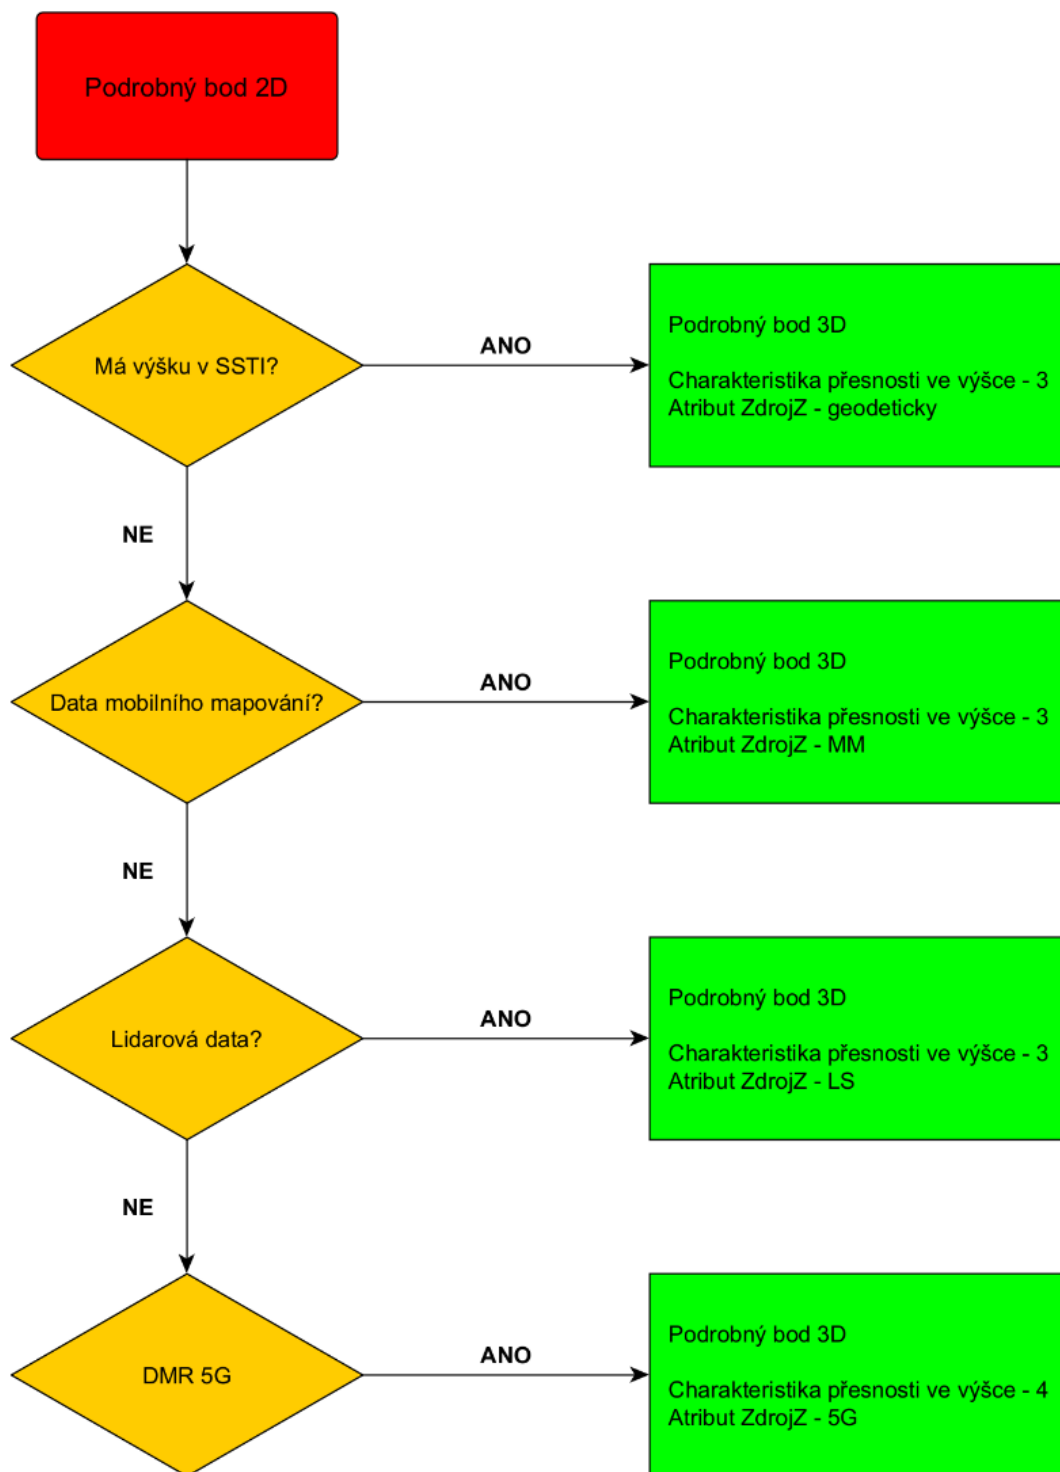 Podrobný bod 2D
Má výšku v SSTI?
ANO
Podrobný bod 3D
Charakteristika přesnosti ve výšce - 3
Atribut ZdrojZ - geodeticky
NE
Data mobilního mapování?
ANO
Podrobný bod 3D
Charakteristika přesnosti ve výšce - 3
Atribut ZdrojZ - MM
NE
Lidarová data?
ANO
Podrobný bod 3D
Charakteristika přesnosti ve výšce - 3
Atribut ZdrojZ - LS
NE
DMR 5G
ANO
Podrobný bod 3D
Charakteristika přesnosti ve výšce - 4
Atribut ZdrojZ - 5G